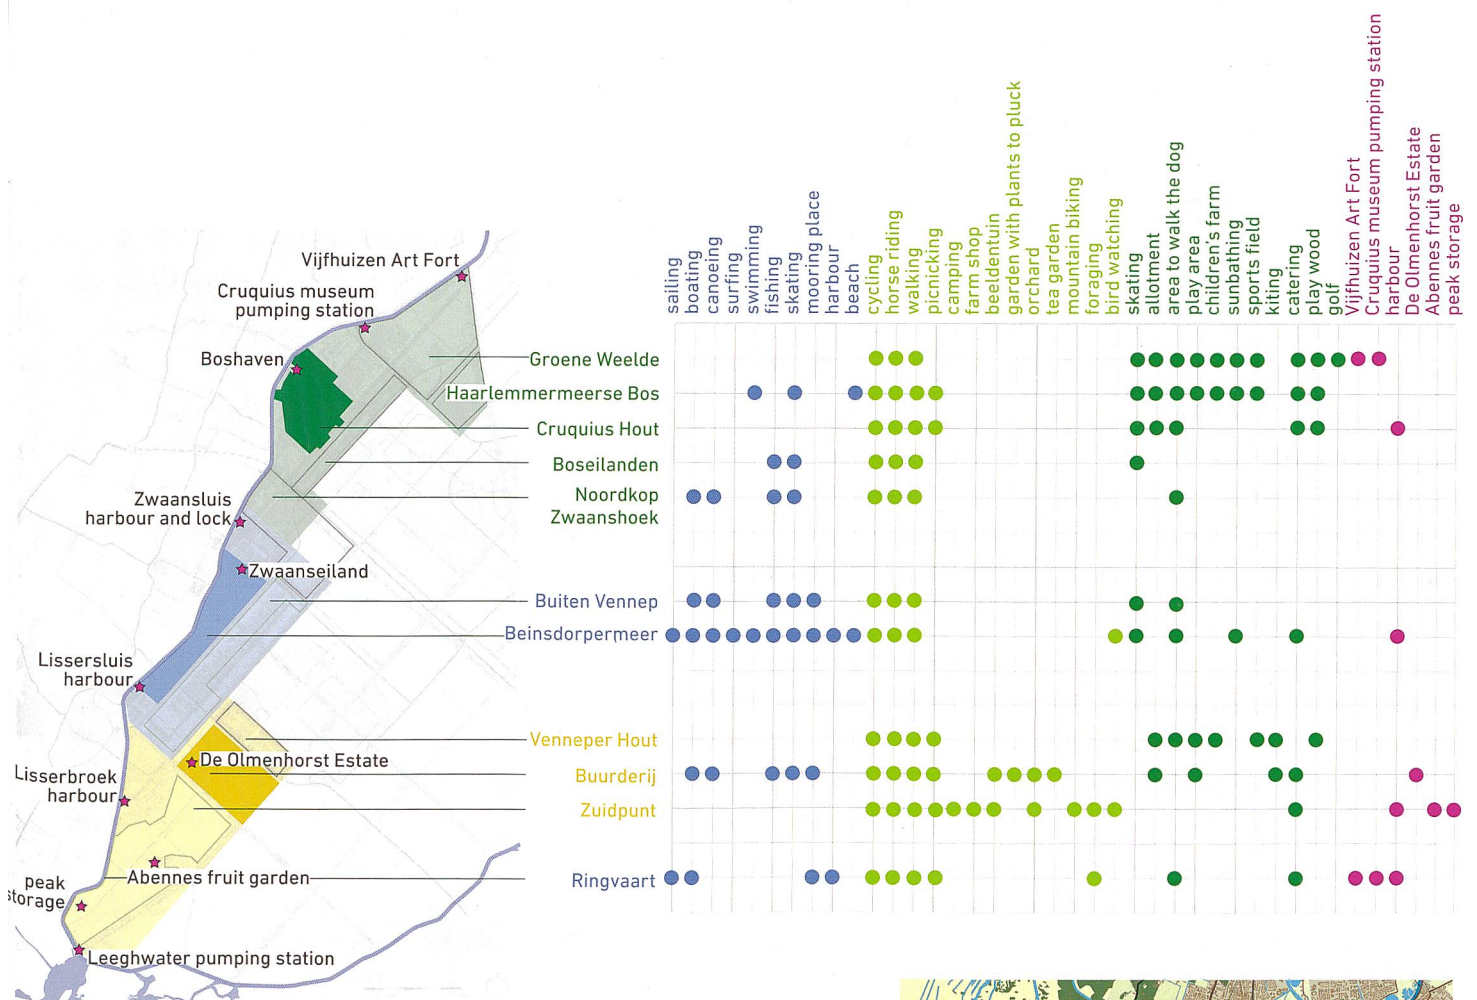 Vijfhuizen Art Fort
Cruquius museum
pumping station
Boshaven
Zwaansluis
harbour and lock
Zwaanseiland
Lissersluis
harbour
De Olmenhorst Estate
Lisserbroek
harbour
Abennes fruit garden
peak
storage
Leeghwater pumping station
Groene Weelde
Haarlemmermeerse Bos
Cruquius Hout
Boseilanden
Noordkop
Zwaanshoek
Buiten Vennep
Beinsdorpermeer
Venneper Hout
Buurderij
Zuidpunt
Ringvaart
sailing
boating
canoeing
surfing
swimming
fishing
skating
mooring place
harbour
beach
cycling
horse riding
walking
picnicking
camping
farm shop
beeldentuin
garden with plants to pluck
orchard
tea garden
mountain biking
foraging
bird watching
skating
allotment
area to walk the dog
play area
children's farm
sunbathing
sports field
kiting
catering
play wood
golf
Vijfhuizen Art Fort
Cruquius museum pumping station
harbour
De Olmenhorst Estate
Abennes fruit garden
peak storage